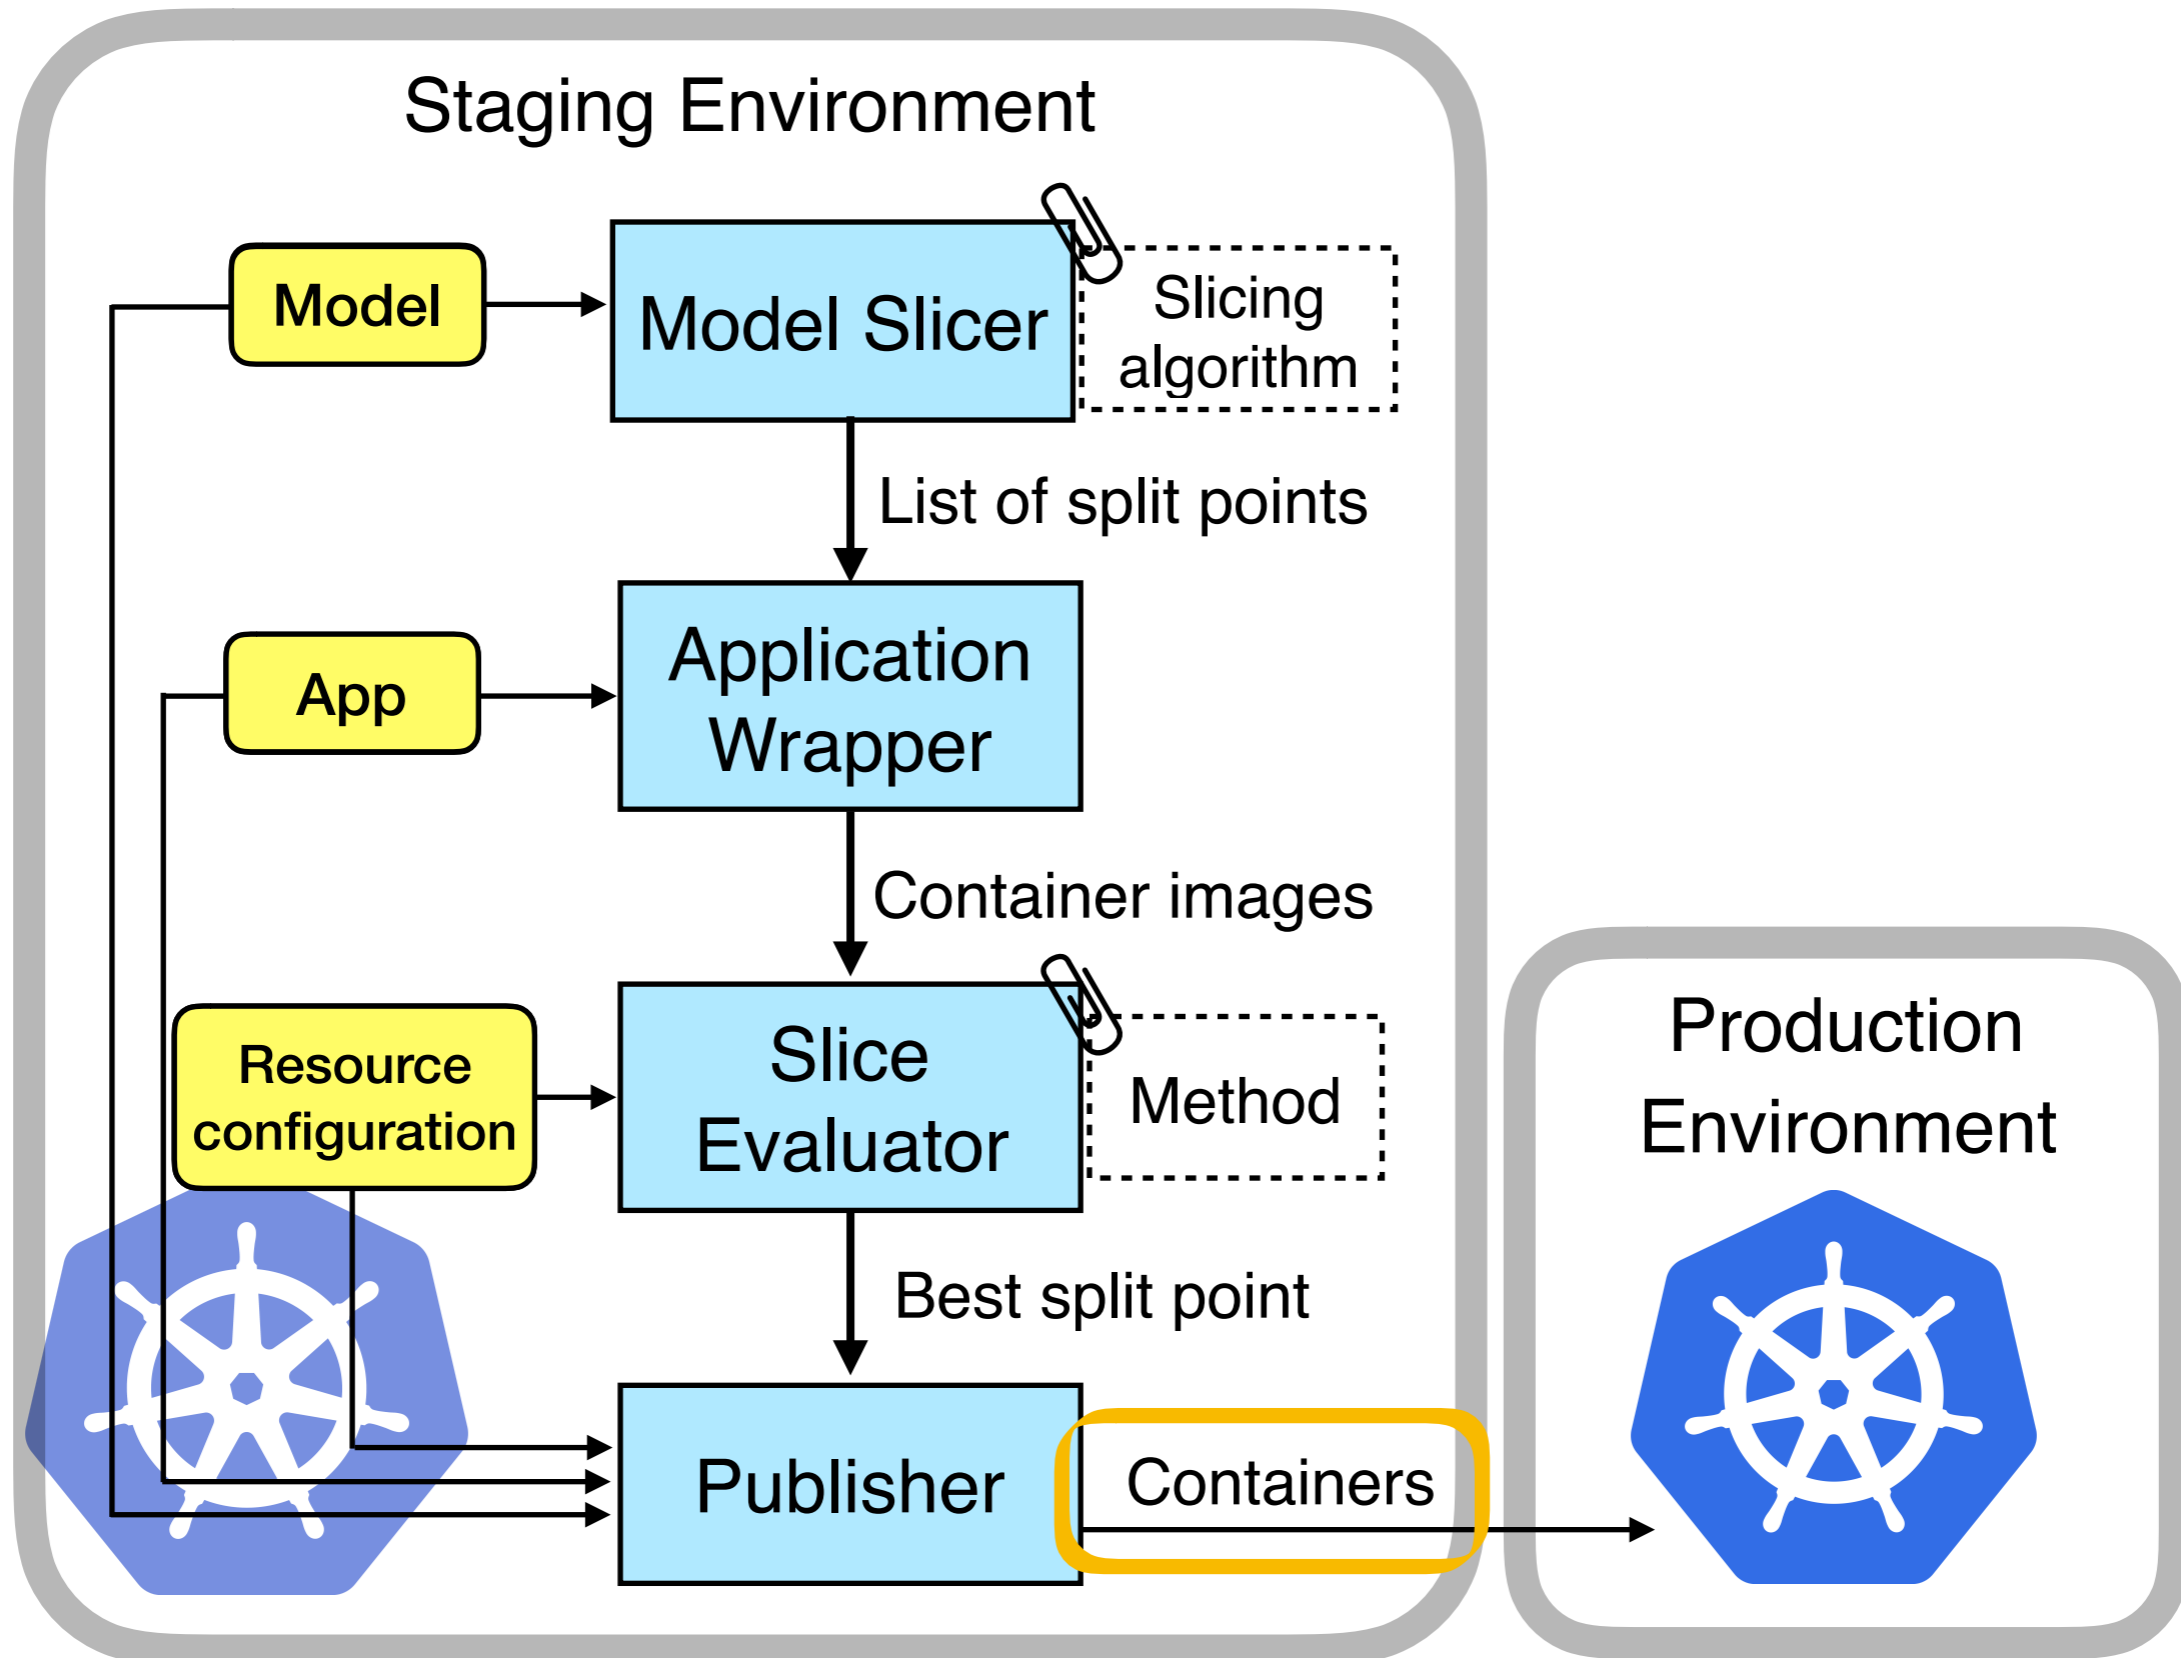 Staging Environment
Model
Model Slicer
Slicing
algorithm
List of split points
App
Application
Wrapper
Container images
Resource
configuration
Slice
Evaluator
Method
Best split point
Publisher
Containers
Production
Environment